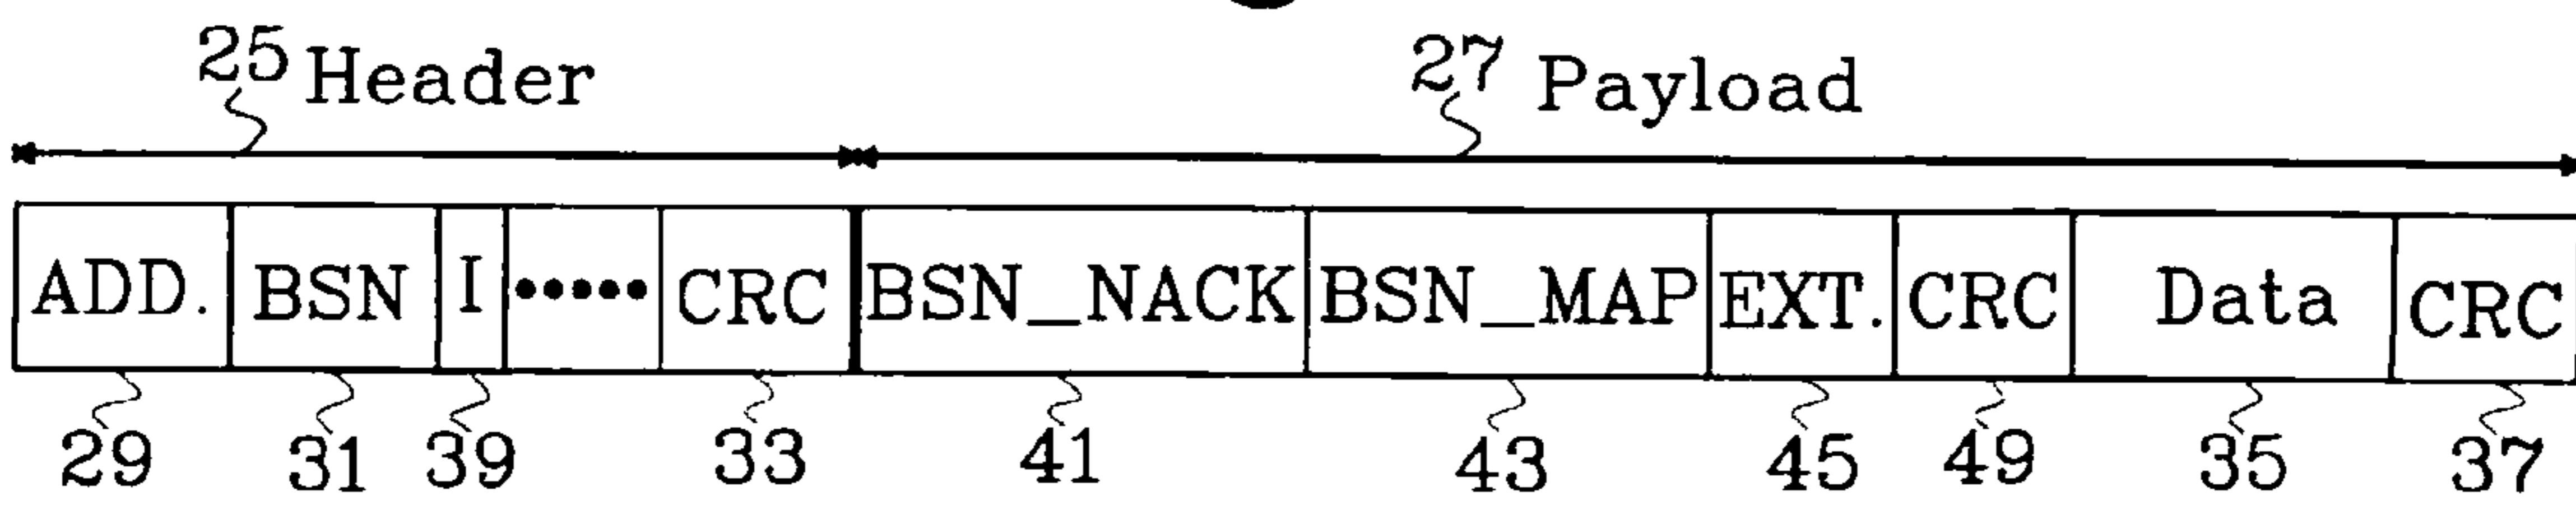 25 Header 27 Payload
ADD. BSN I ••••• CRC BSN_NACK BSN_MAP EXT. CRC Data CRC
29 31 39 33 41 43 45 49 35 37